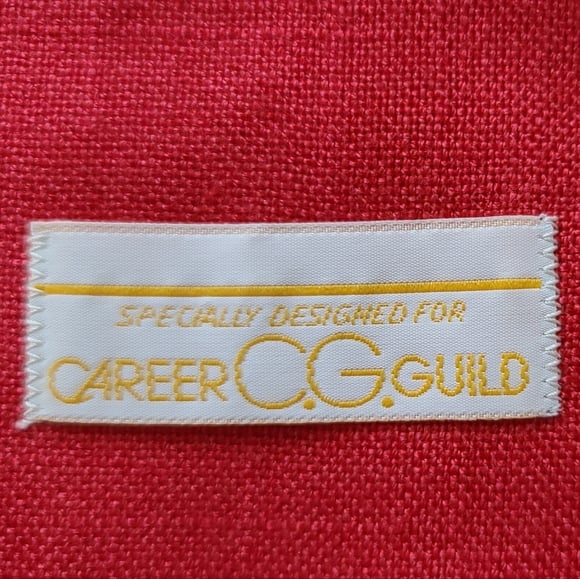 SPECIALLY DESIGNED FOR
CAREER C.G. GUILD